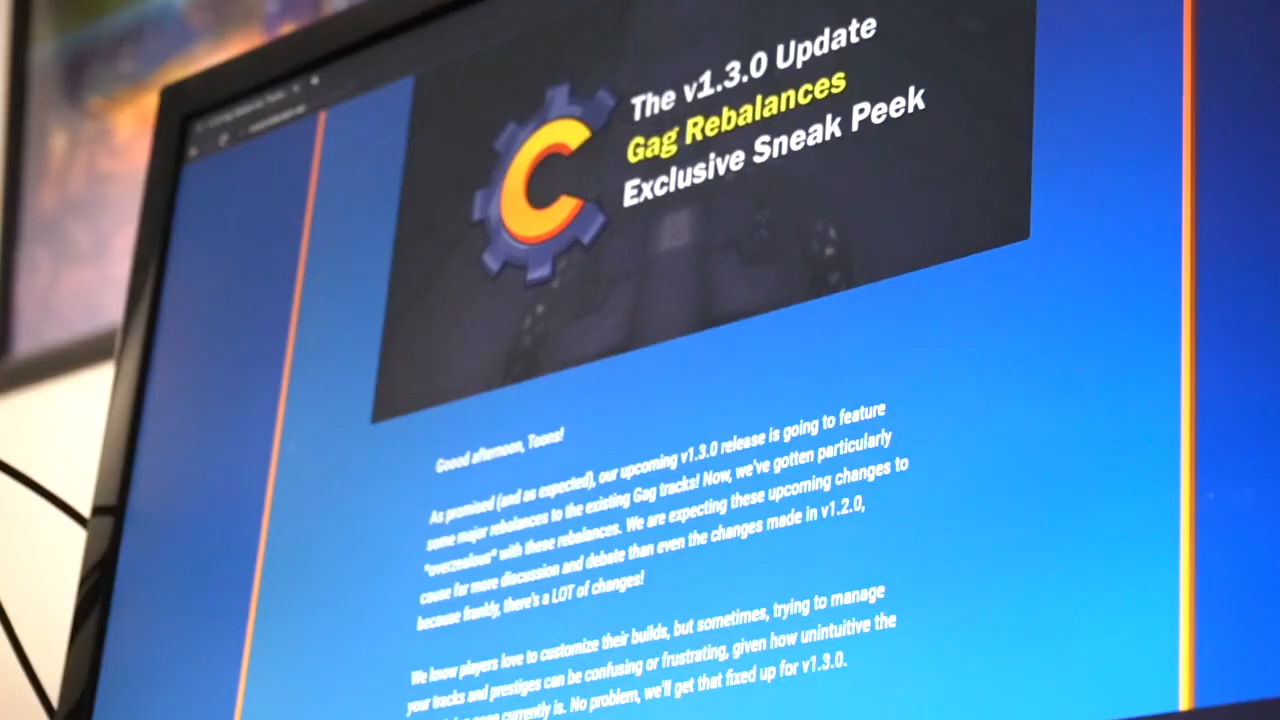 The v1.3.0 Update
Gag Rebalances
Exclusive Sneak Peek
C
Goood afternoon, Toons!
As promised (and as expected), our upcoming v1.3.0 release is going to feature
some major rebalances to the existing Gag tracks! Now, we've gotten particularly
"overzealous" with these rebalances. We are expecting these upcoming changes to
cause far more discussion and debate than even the changes made in v1.2.0,
because frankly, there's a LOT of changes!
We know players love to customize their builds, but sometimes, trying to manage
your tracks and prestiges can be confusing or frustrating, given how unintuitive the
page currently is. No problem, we'll get that fixed up for v1.3.0.